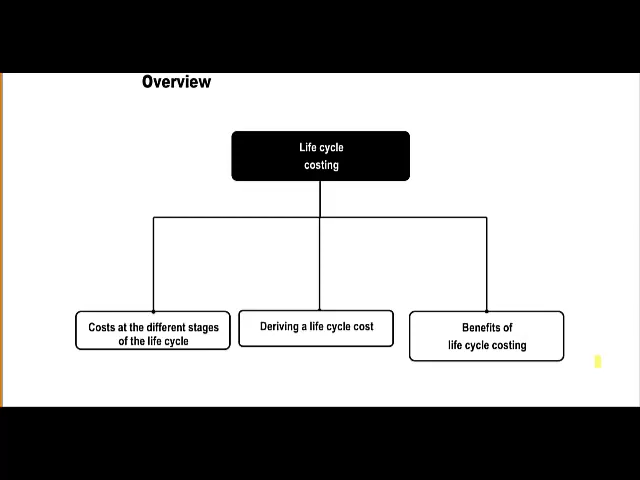 Overview
Life cycle
costing
Costs at the different stages
of the life cycle
Deriving a life cycle cost
Benefits of
life cycle costing